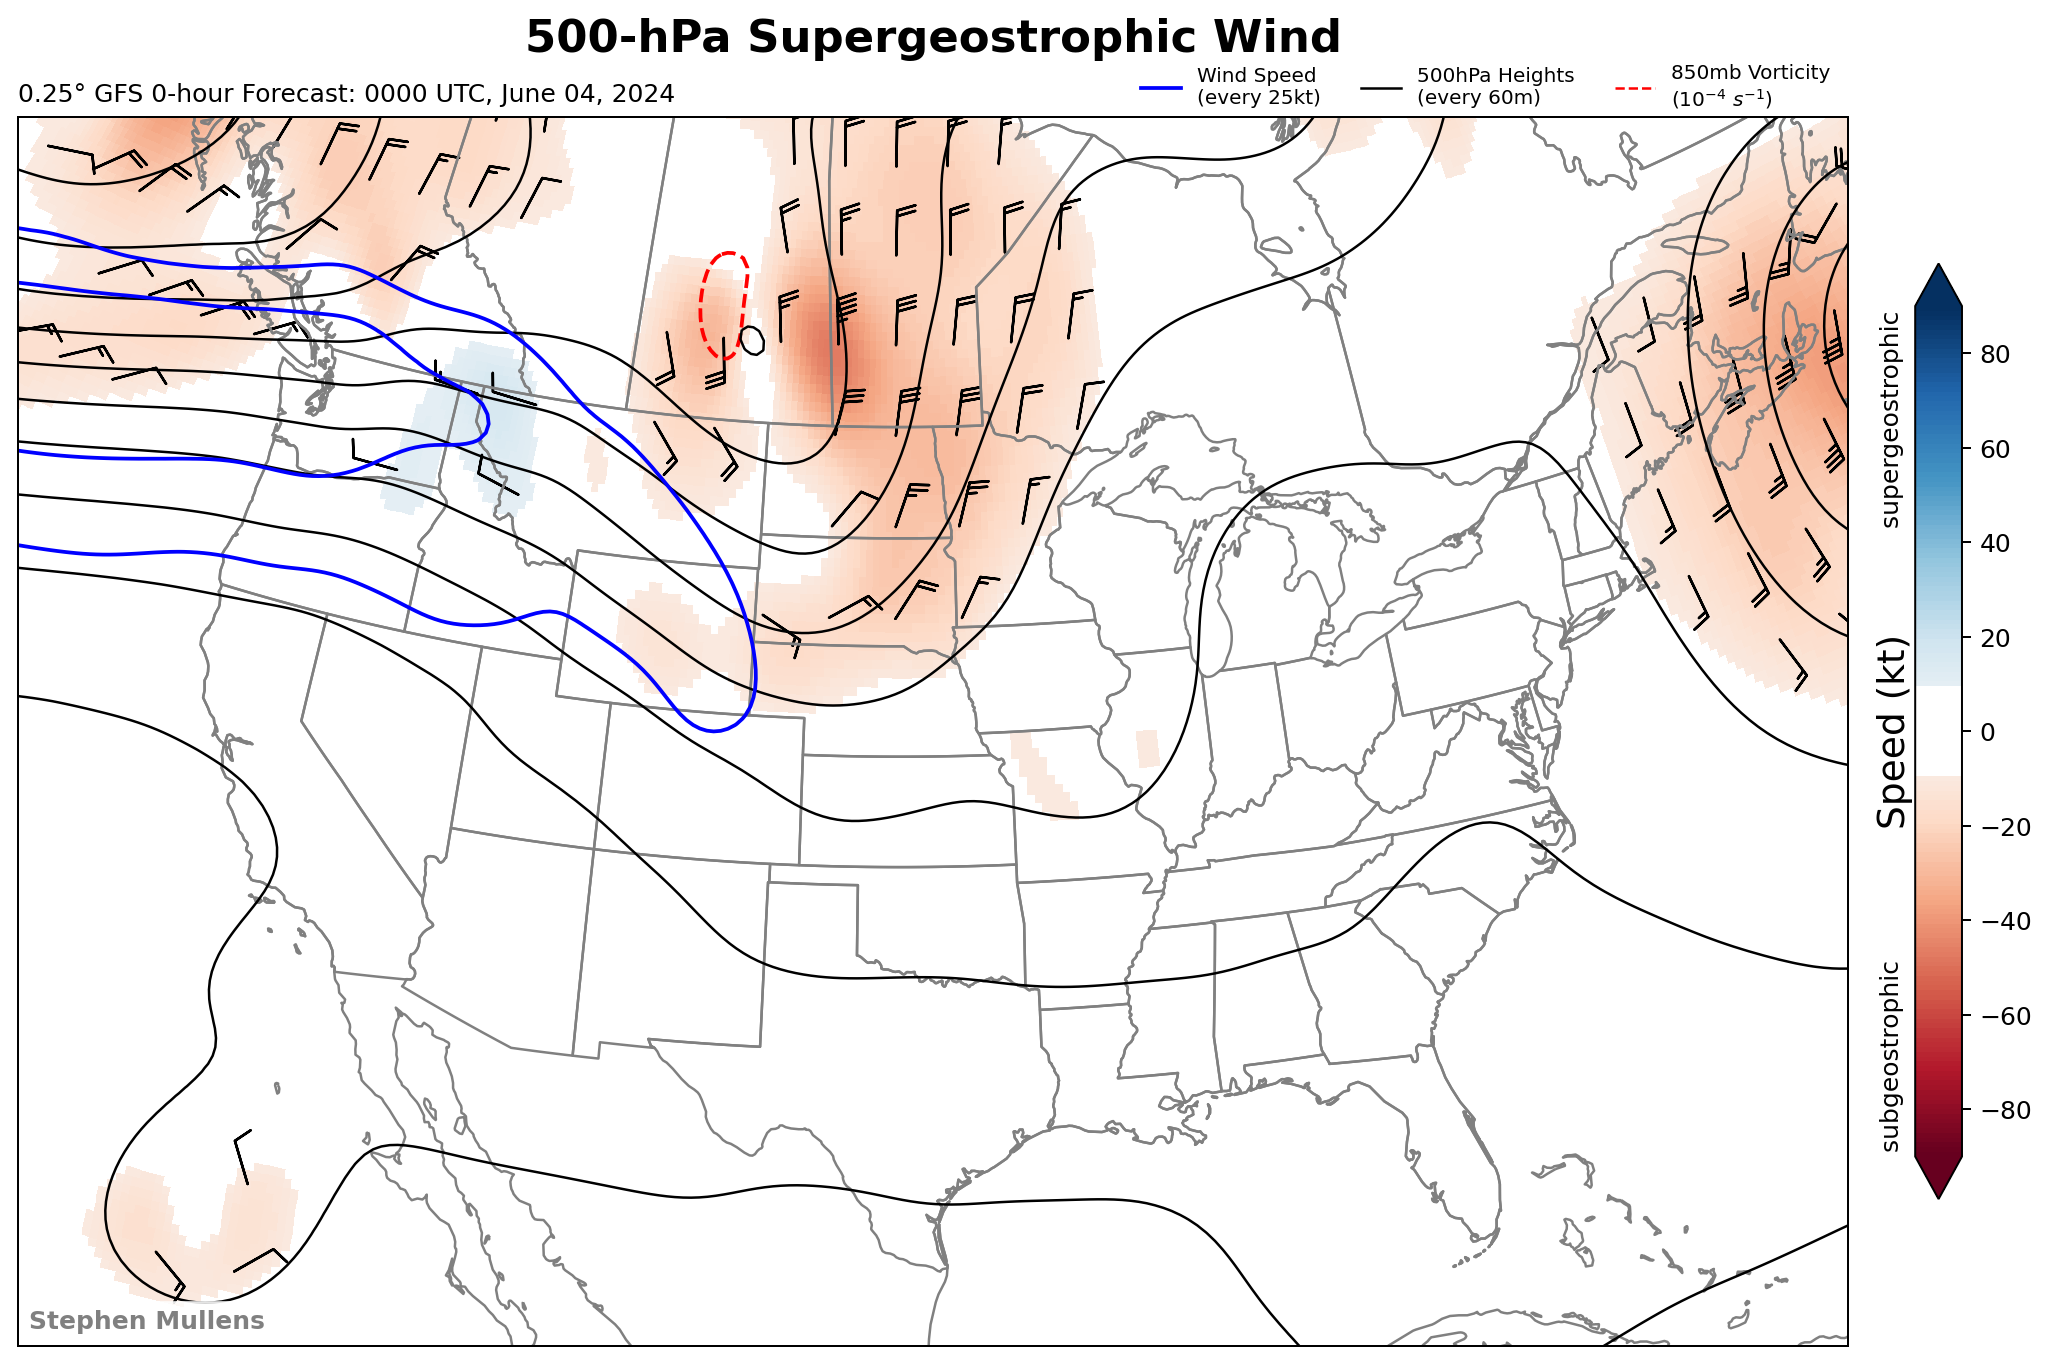 500-hPa Supergeostrophic Wind
0.25° GFS 0-hour Forecast: 0000 UTC, June 04, 2024
Wind Speed
(every 25kt)
500hPa Heights
(every 60m)
850mb Vorticity
(10⁻⁴ s⁻¹)
supergeostrophic
Speed (kt)
subgeostrophic
80
60
40
20
0
−20
−40
−60
−80
Stephen Mullens